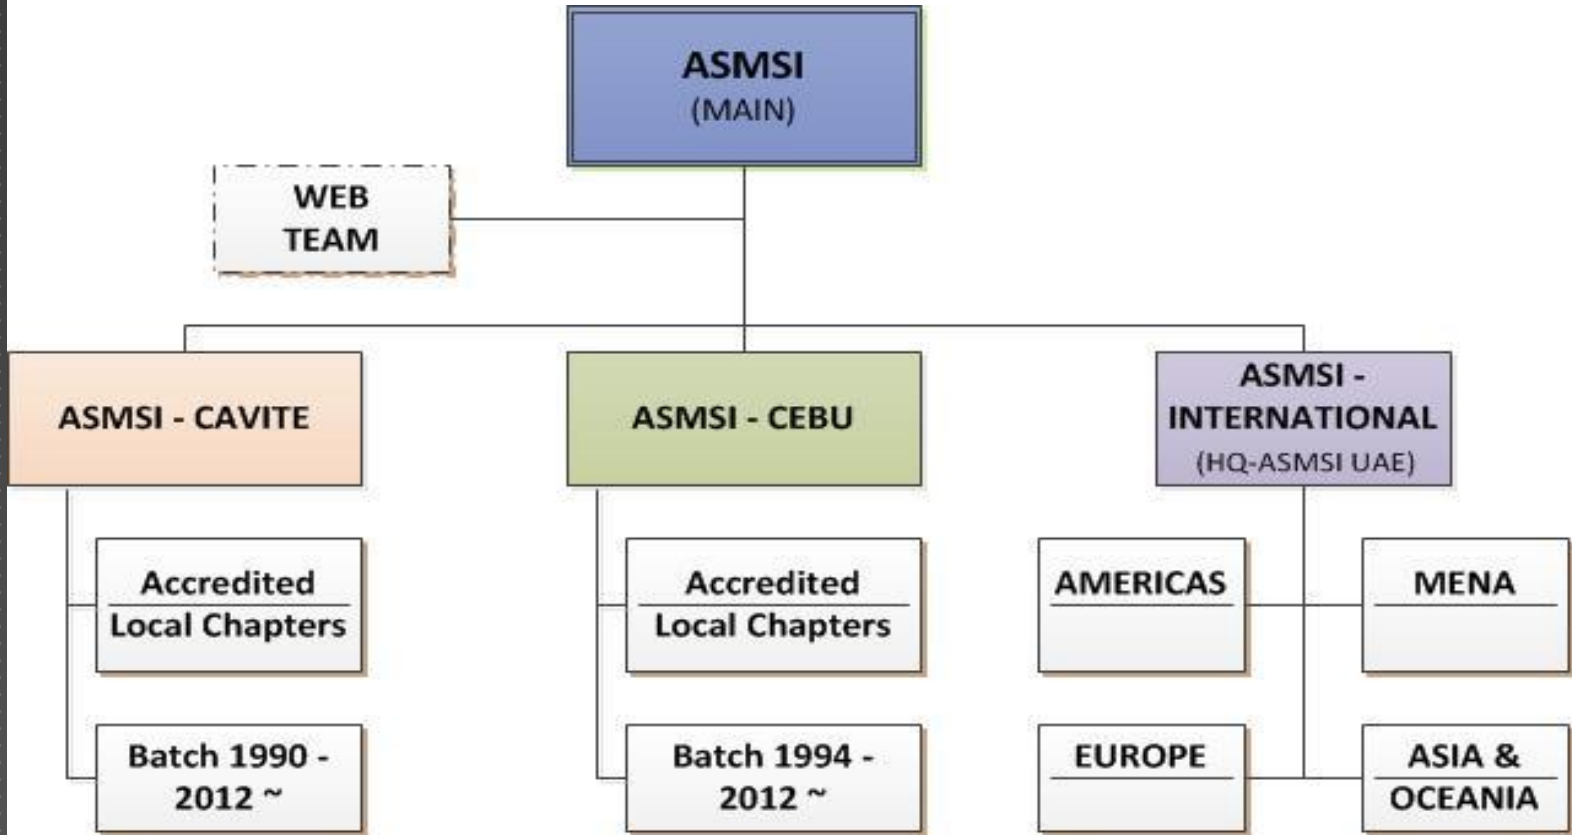 ASMSI
(MAIN)
WEB
TEAM
ASMSI - CAVITE
ASMSI - CEBU
ASMSI -
INTERNATIONAL
(HQ-ASMSI UAE)
Accredited
Local Chapters
Accredited
Local Chapters
AMERICAS
MENA
Batch 1990 -
2012 ~
Batch 1994 -
2012 ~
EUROPE
ASIA &
OCEANIA